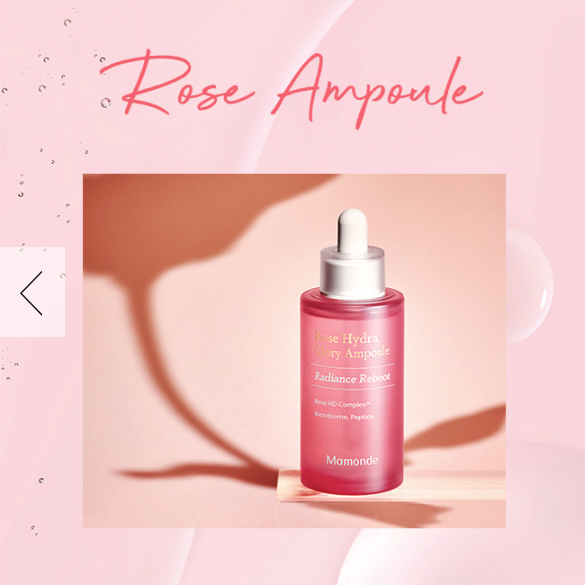 Rose Ampoule
Rose Hydra
Glory Ampoule
Radiance Reboot
Rose HD Complex™
Microbiome, Peptide
Mamonde